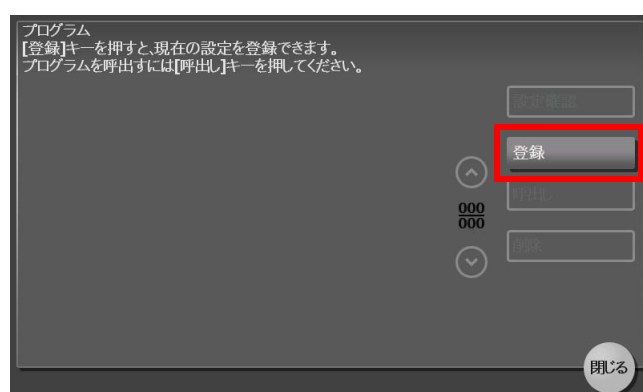 プログラム
[登録]キーを押すと、現在の設定を登録できます。
プログラムを呼出すには[呼出し]キーを押してください。
設定確認
登録
呼出し
000
000
削除
閉じる